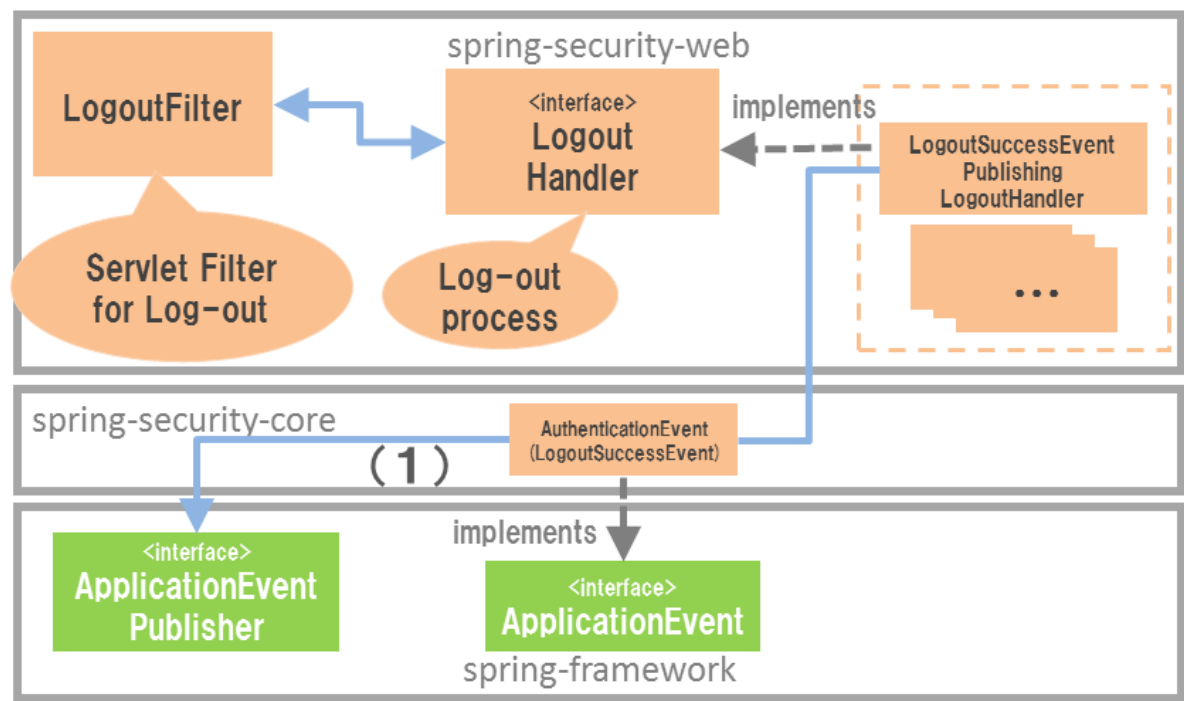 spring-security-web
LogoutFilter
<interface>
Logout
Handler
implements
LogoutSuccessEvent
Publishing
LogoutHandler
...
Servlet Filter
for Log-out
Log-out
process
spring-security-core
(1)
AuthenticationEvent
(LogoutSuccessEvent)
implements
<interface>
ApplicationEvent
Publisher
<interface>
ApplicationEvent
spring-framework